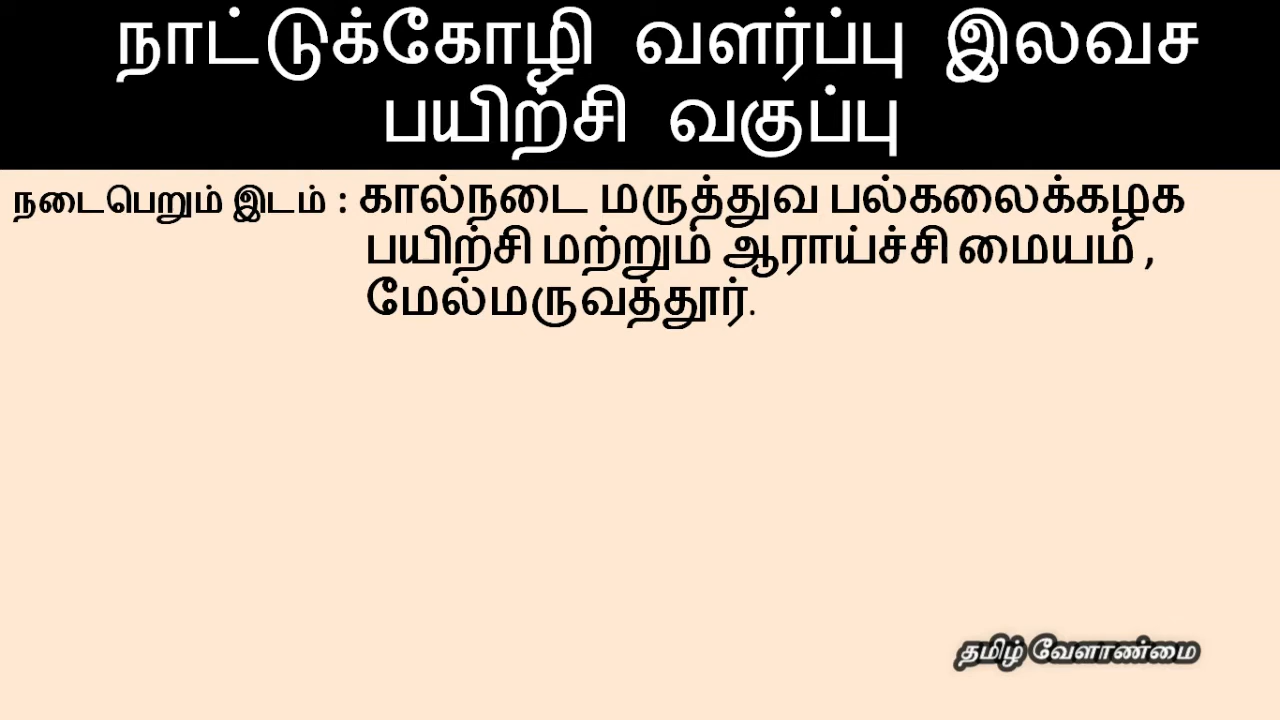 நாட்டுக்கோழி வளர்ப்பு இலவச
பயிற்சி வகுப்பு
நடைபெறும் இடம் : கால்நடை மருத்துவ பல்கலைக்கழக
பயிற்சி மற்றும் ஆராய்ச்சி மையம் ,
மேல்மருவத்தூர்.
தமிழ் வேளாண்மை